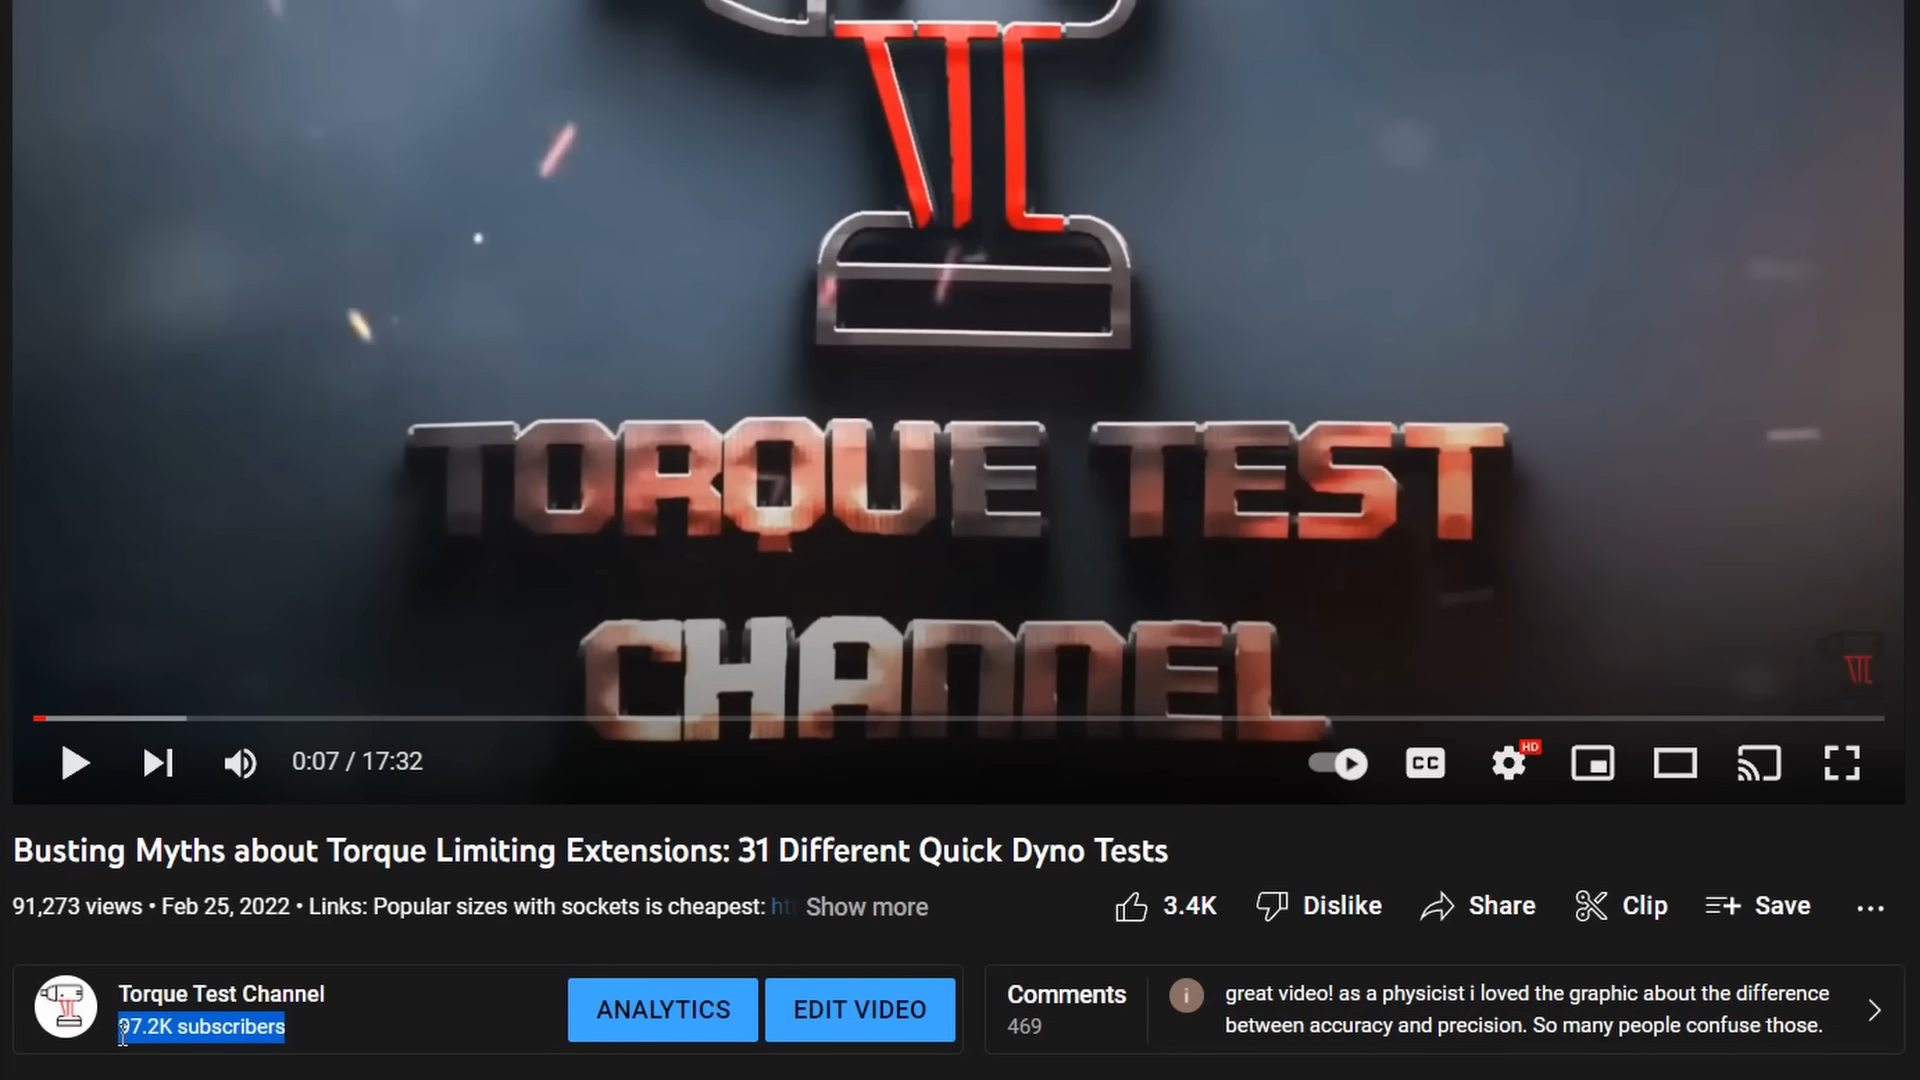 TTC
TORQUE TEST
CHANNEL
TTC
0:07 / 17:32
CC
HD
Busting Myths about Torque Limiting Extensions: 31 Different Quick Dyno Tests
91,273 views • Feb 25, 2022 • Links: Popular sizes with sockets is cheapest: htt Show more
3.4K Dislike Share Clip Save
Torque Test Channel
97.2K subscribers
ANALYTICS EDIT VIDEO
Comments
469
great video! as a physicist i loved the graphic about the difference
between accuracy and precision. So many people confuse those.